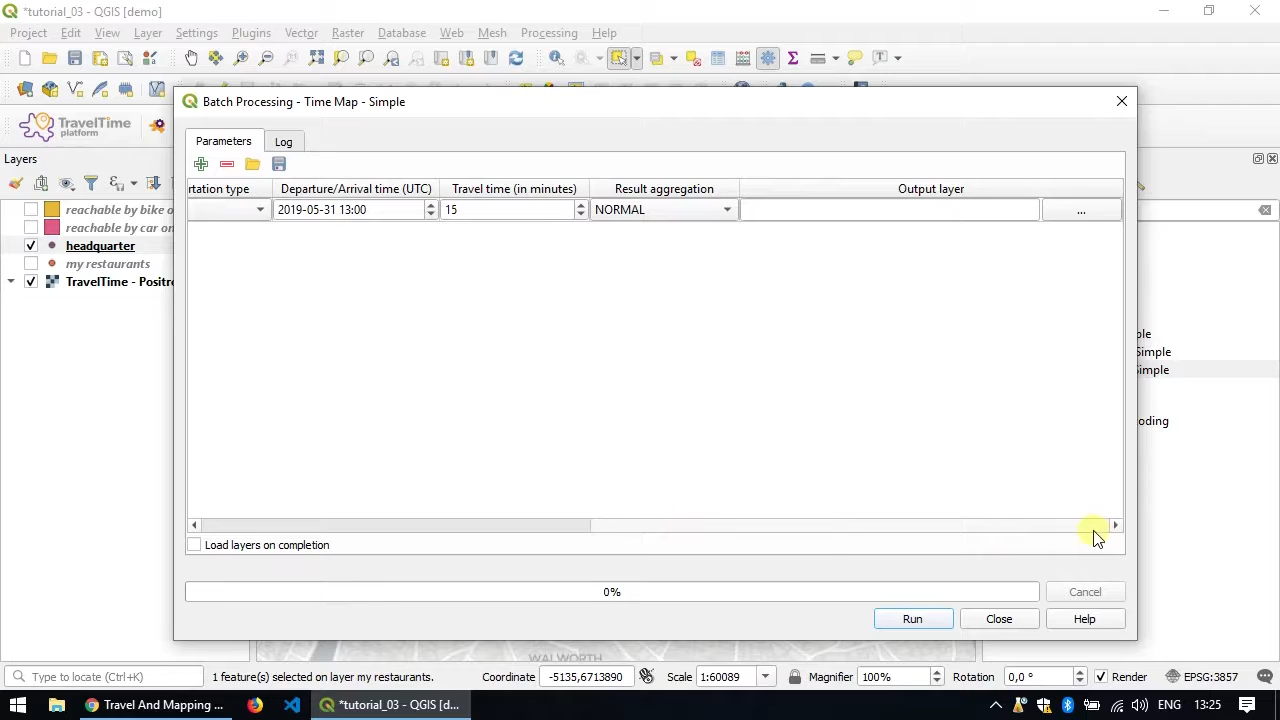 *tutorial_03 - QGIS [demo]
Project Edit View Layer Settings Plugins Vector Raster Database Web Mesh Processing Help
TravelTime
platform
Layers
reachable by bike o
reachable by car on
headquarter
my restaurants
TravelTime - Positro
Batch Processing - Time Map - Simple
Parameters
Log
rtation type
Departure/Arrival time (UTC)
Travel time (in minutes)
Result aggregation
Output layer
2019-05-31 13:00
15
NORMAL
...
Load layers on completion
0%
Cancel
Run
Close
Help
ple
Simple
Simple
oding
WALWORTH
Type to locate (Ctrl+K)
1 feature(s) selected on layer my restaurants.
Coordinate
-5135,6713890
Scale
1:60089
Magnifier
100%
Rotation
0,0 °
Render
EPSG:3857
Travel And Mapping ...
*tutorial_03 - QGIS [d...
ENG
13:25